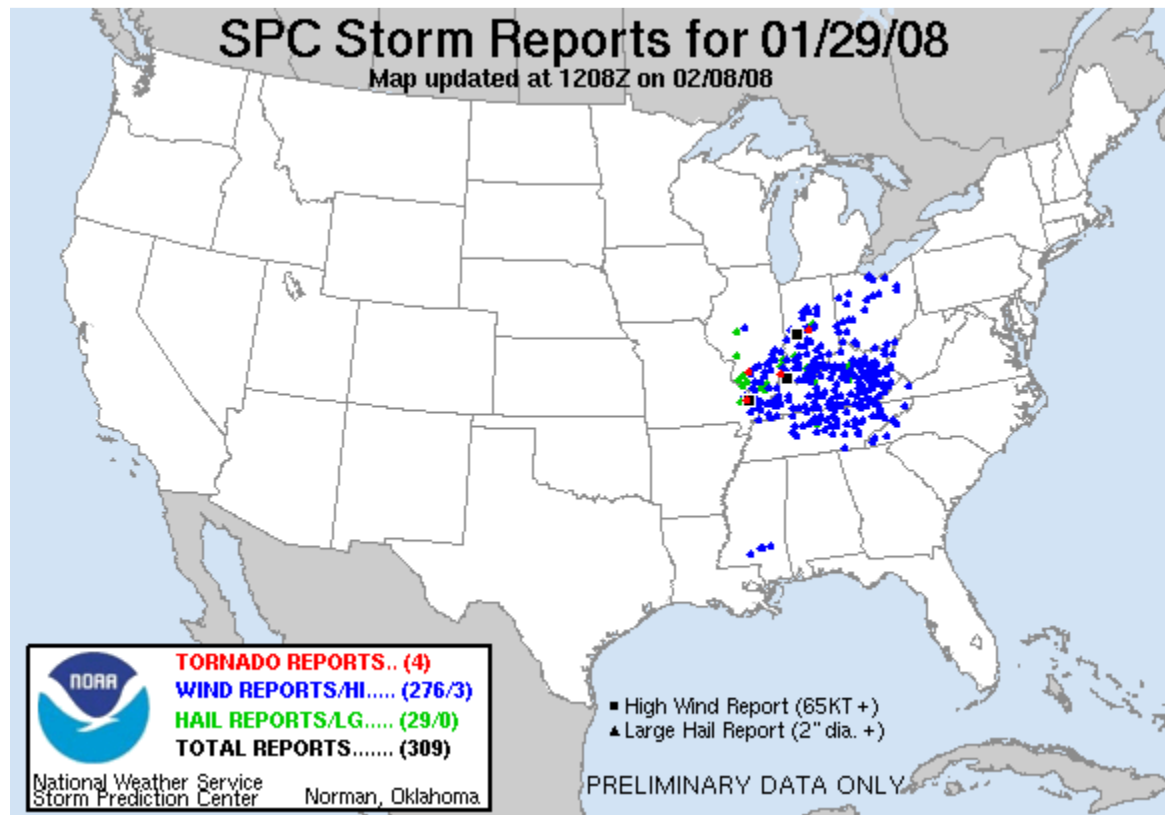 SPC Storm Reports for 01/29/08
Map updated at 1208Z on 02/08/08
NOAA
TORNADO REPORTS.. (4)
WIND REPORTS/HI..... (276/3)
HAIL REPORTS/LG..... (29/0)
TOTAL REPORTS....... (309)
National Weather Service
Storm Prediction Center Norman, Oklahoma
High Wind Report (65KT +)
Large Hail Report (2" dia. +)
PRELIMINARY DATA ONLY